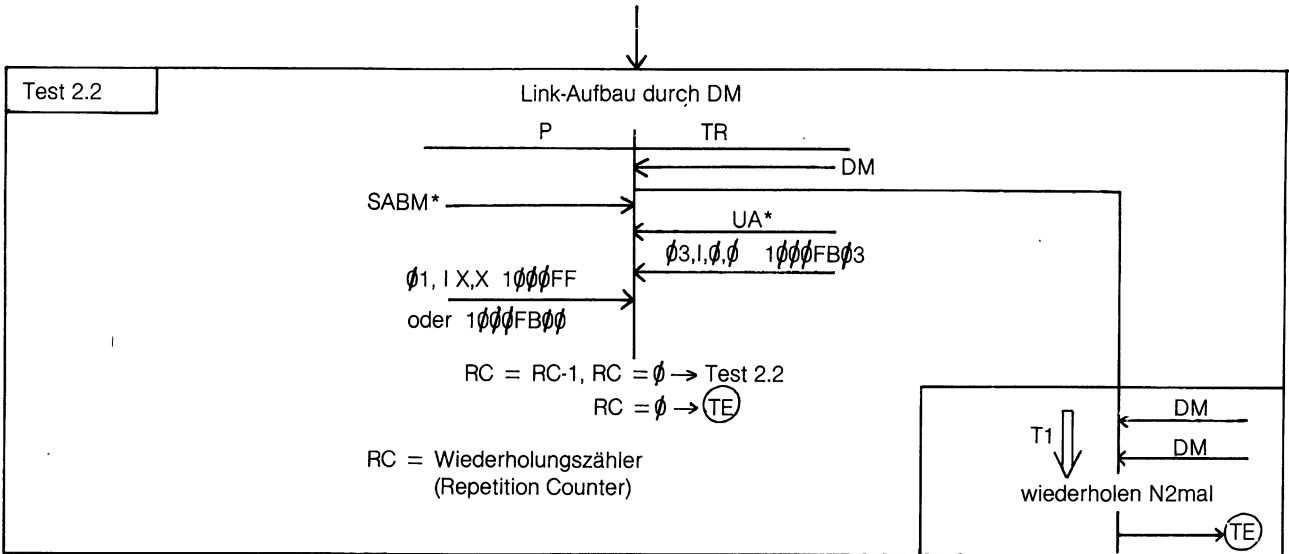 Test 2.2
Link-Aufbau durch DM
P TR
DM
SABM*
UA*
ø3,I,ø,ø 1øøøFBø3
ø1, I X,X 1øøøFF
oder 1øøøFBøø
RC = RC-1, RC = ø → Test 2.2
RC = ø → TE
RC = Wiederholungszähler
(Repetition Counter)
DM
T1
DM
wiederholen N2mal
TE